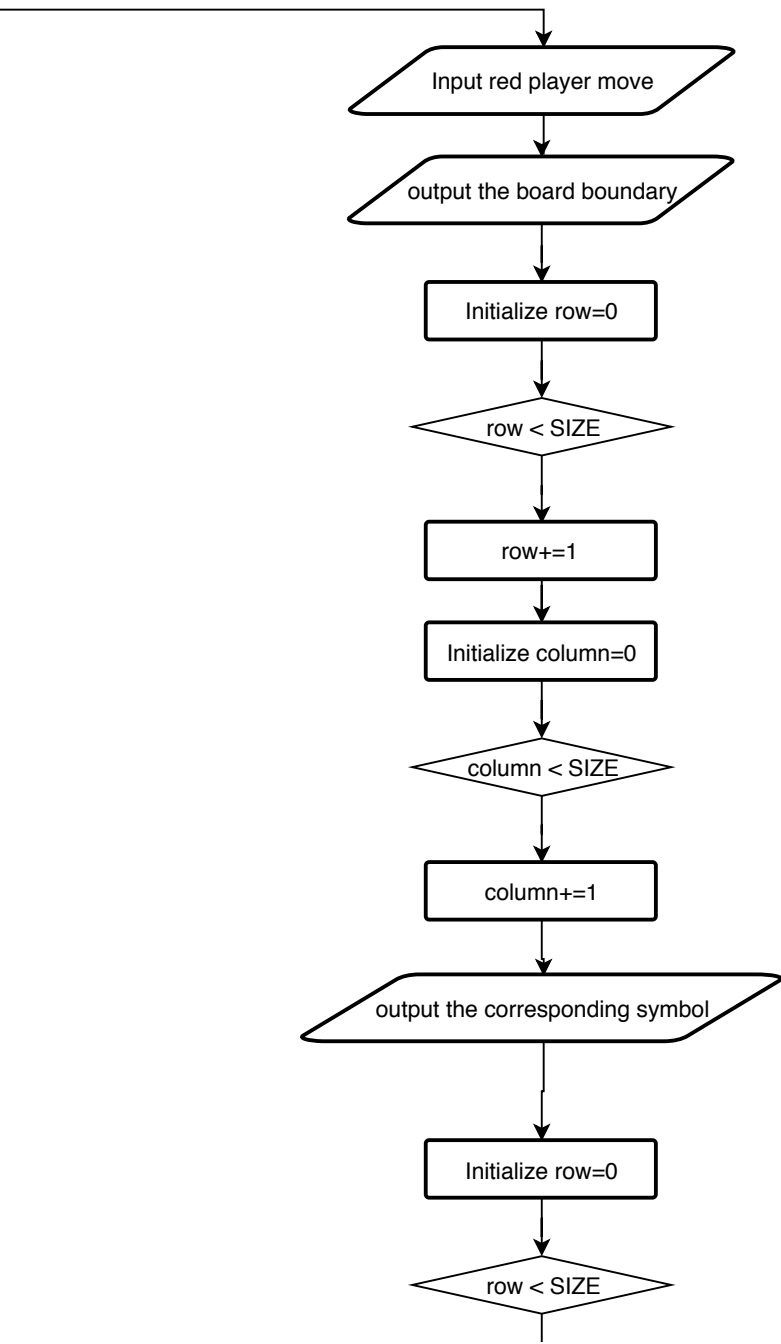 Input red player move
output the board boundary
Initialize row=0
row < SIZE
row+=1
Initialize column=0
column < SIZE
column+=1
output the corresponding symbol
Initialize row=0
row < SIZE